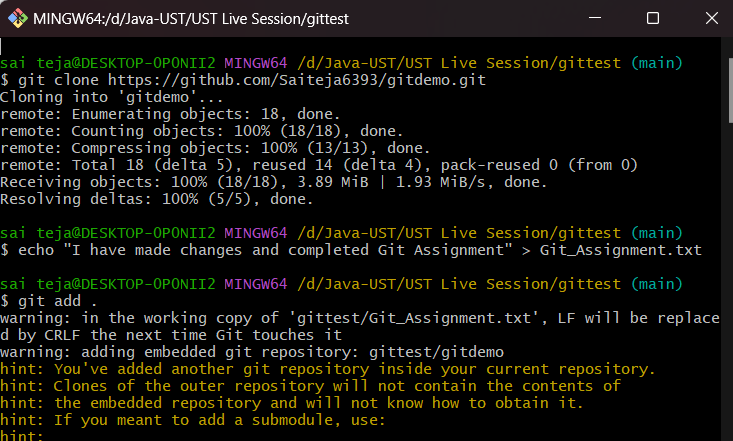 MINGW64:/d/Java-UST/UST Live Session/gittest
sai teja@DESKTOP-OPONII2 MINGW64 /d/Java-UST/UST Live Session/gittest (main)
$ git clone https://github.com/Saiteja6393/gitdemo.git
Cloning into 'gitdemo'...
remote: Enumerating objects: 18, done.
remote: Counting objects: 100% (18/18), done.
remote: Compressing objects: 100% (13/13), done.
remote: Total 18 (delta 5), reused 14 (delta 4), pack-reused 0 (from 0)
Receiving objects: 100% (18/18), 3.89 MiB | 1.93 MiB/s, done.
Resolving deltas: 100% (5/5), done.
sai teja@DESKTOP-OPONII2 MINGW64 /d/Java-UST/UST Live Session/gittest (main)
$ echo "I have made changes and completed Git Assignment" > Git_Assignment.txt
sai teja@DESKTOP-OPONII2 MINGW64 /d/Java-UST/UST Live Session/gittest (main)
$ git add .
warning: in the working copy of 'gittest/Git_Assignment.txt', LF will be replace
d by CRLF the next time Git touches it
warning: adding embedded git repository: gittest/gitdemo
hint: You've added another git repository inside your current repository.
hint: Clones of the outer repository will not contain the contents of
hint: the embedded repository and will not know how to obtain it.
hint: If you meant to add a submodule, use:
hint: